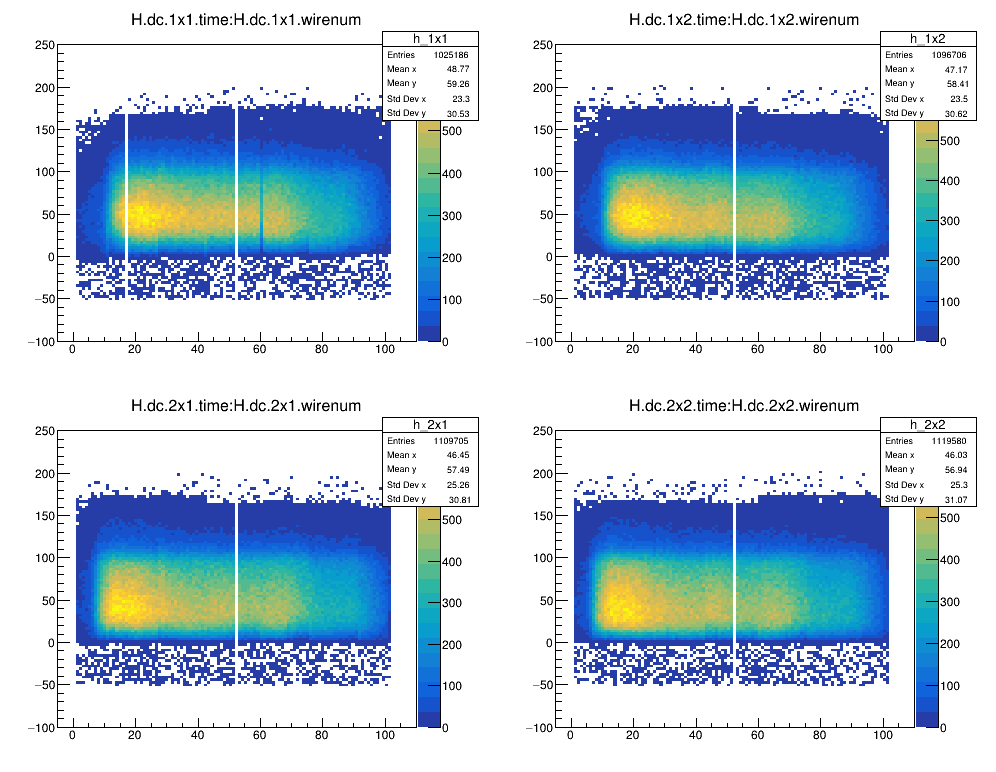 H.dc.1x1.time:H.dc.1x1.wirenum
h_1x1
Entries 1025186
Mean x 48.77
Mean y 59.26
Std Dev x 23.3
Std Dev y 30.53
250
200
150
100
50
0
−50
−100
0 20 40 60 80 100
500
400
300
200
100
0
H.dc.1x2.time:H.dc.1x2.wirenum
h_1x2
Entries 1096706
Mean x 47.17
Mean y 58.41
Std Dev x 23.5
Std Dev y 30.62
250
200
150
100
50
0
−50
−100
0 20 40 60 80 100
500
400
300
200
100
0
H.dc.2x1.time:H.dc.2x1.wirenum
h_2x1
Entries 1109705
Mean x 46.45
Mean y 57.49
Std Dev x 25.26
Std Dev y 30.81
250
200
150
100
50
0
−50
−100
0 20 40 60 80 100
500
400
300
200
100
0
H.dc.2x2.time:H.dc.2x2.wirenum
h_2x2
Entries 1119580
Mean x 46.03
Mean y 56.94
Std Dev x 25.3
Std Dev y 31.07
250
200
150
100
50
0
−50
−100
0 20 40 60 80 100
500
400
300
200
100
0